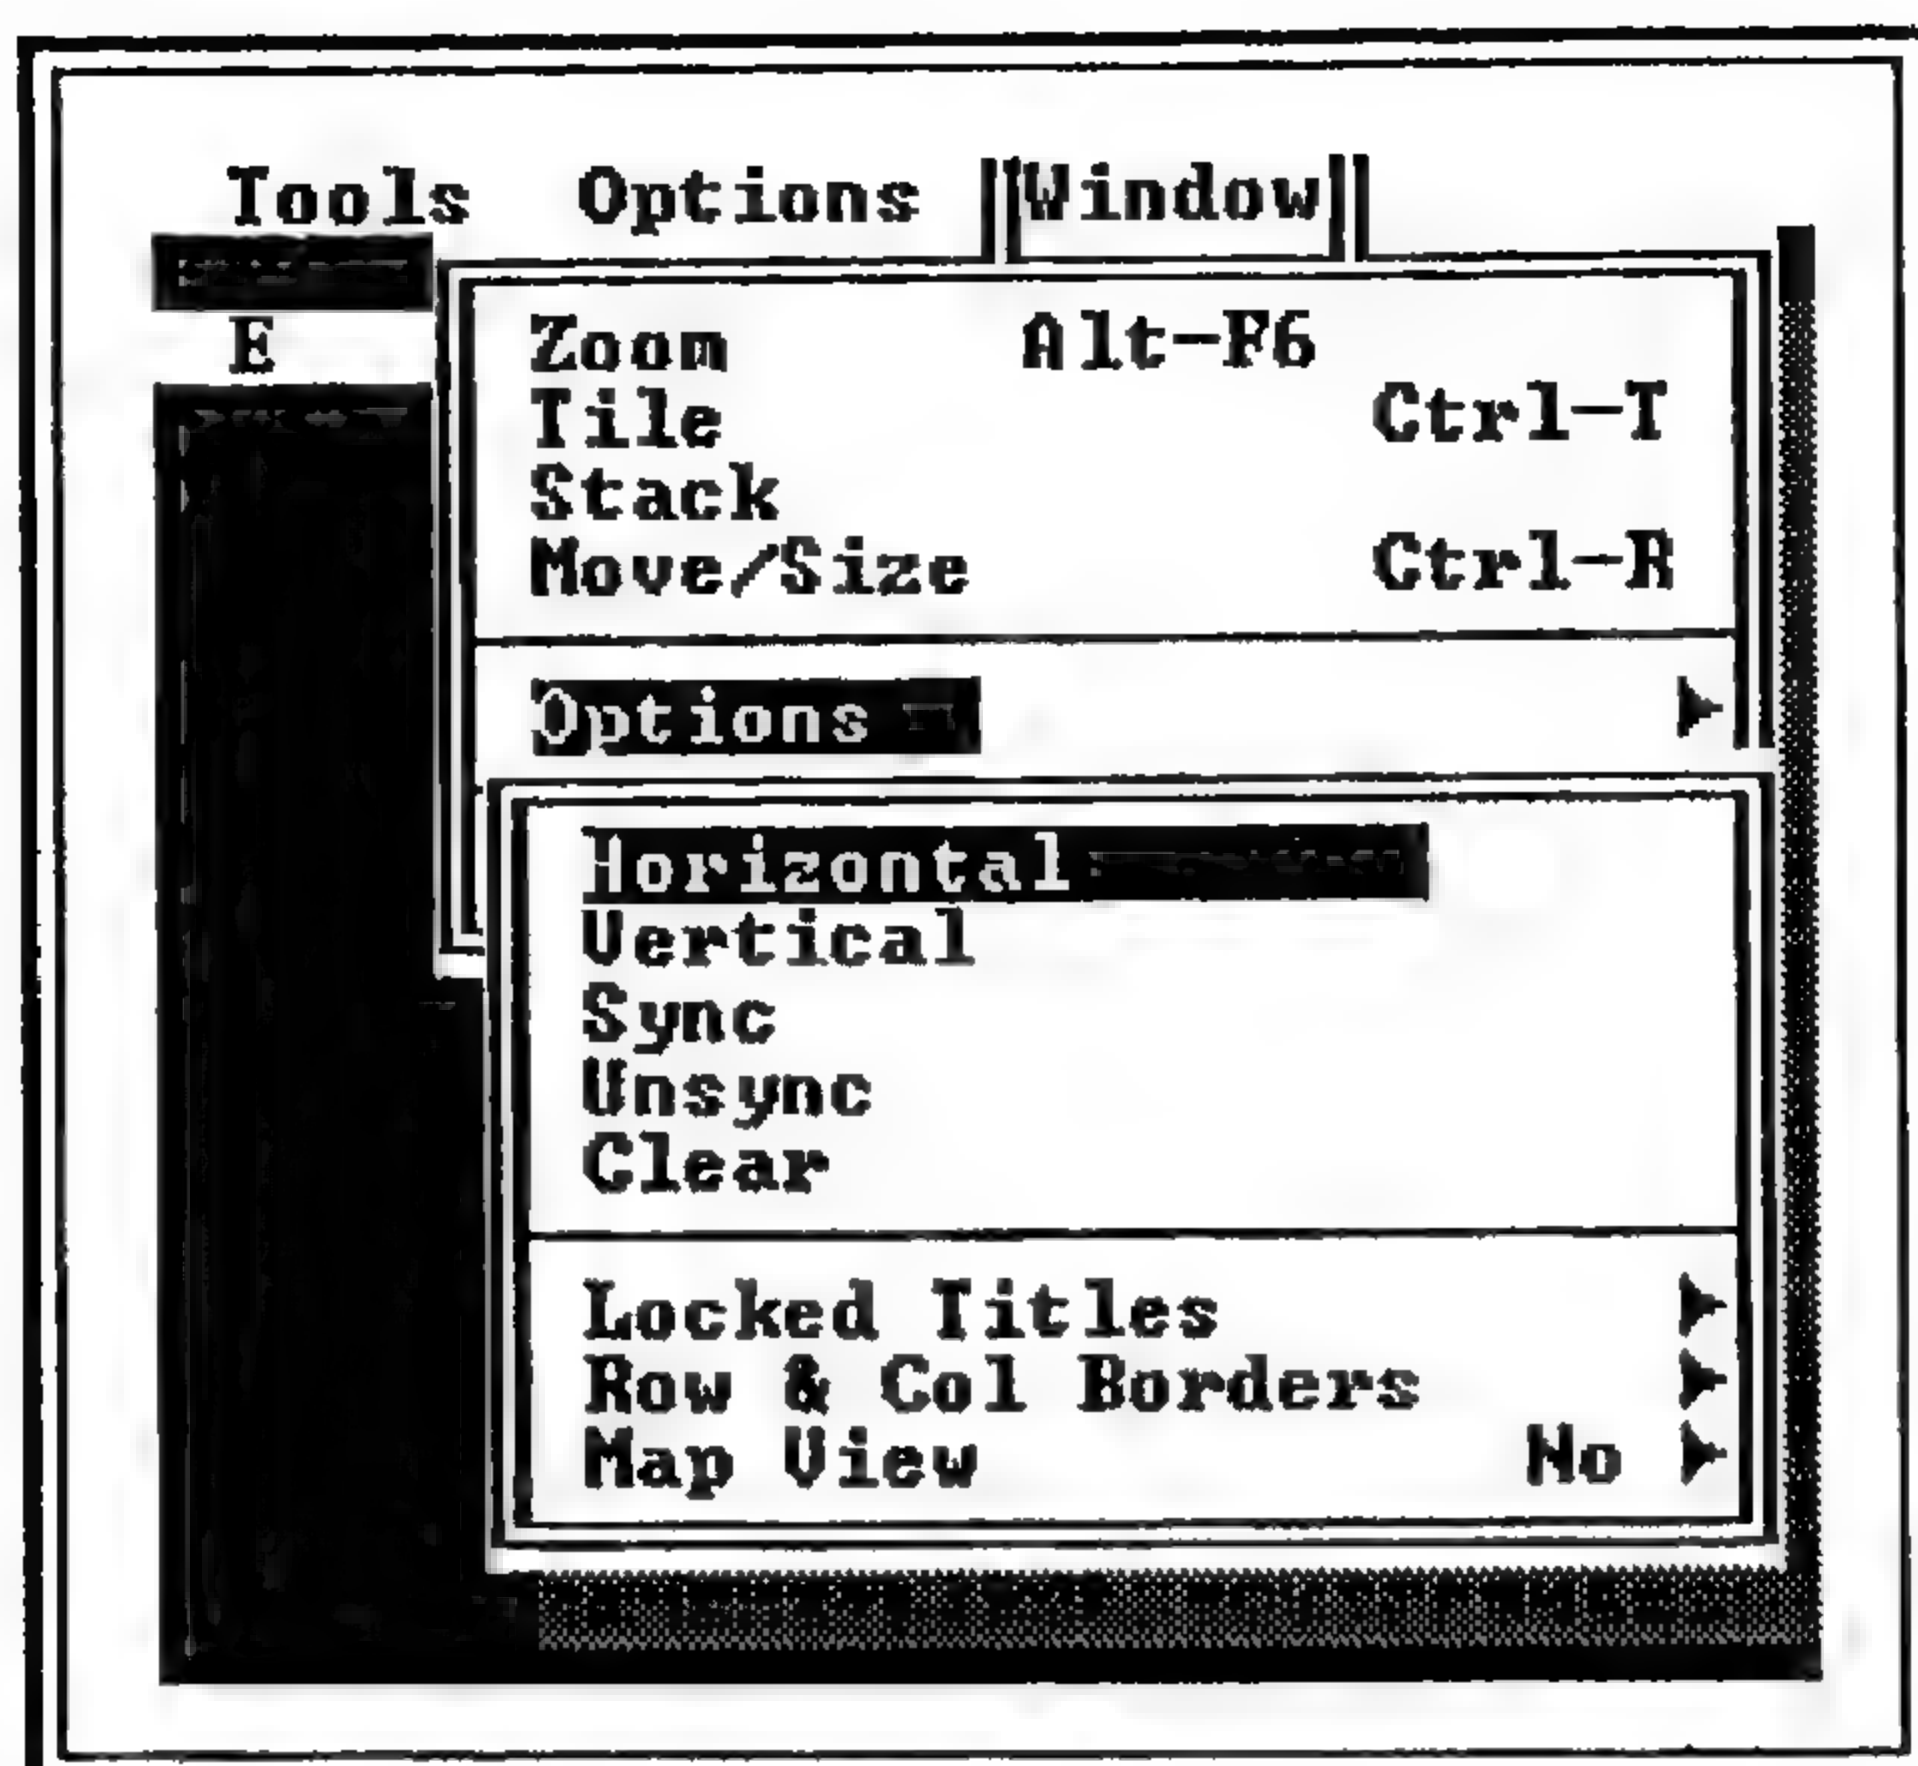 Tools Options Window
E
Zoom Alt-F6
Tile Ctrl-T
Stack
Move/Size Ctrl-R
Options
Horizontal
Vertical
Sync
Unsync
Clear
Locked Titles
Row & Col Borders
Map View No